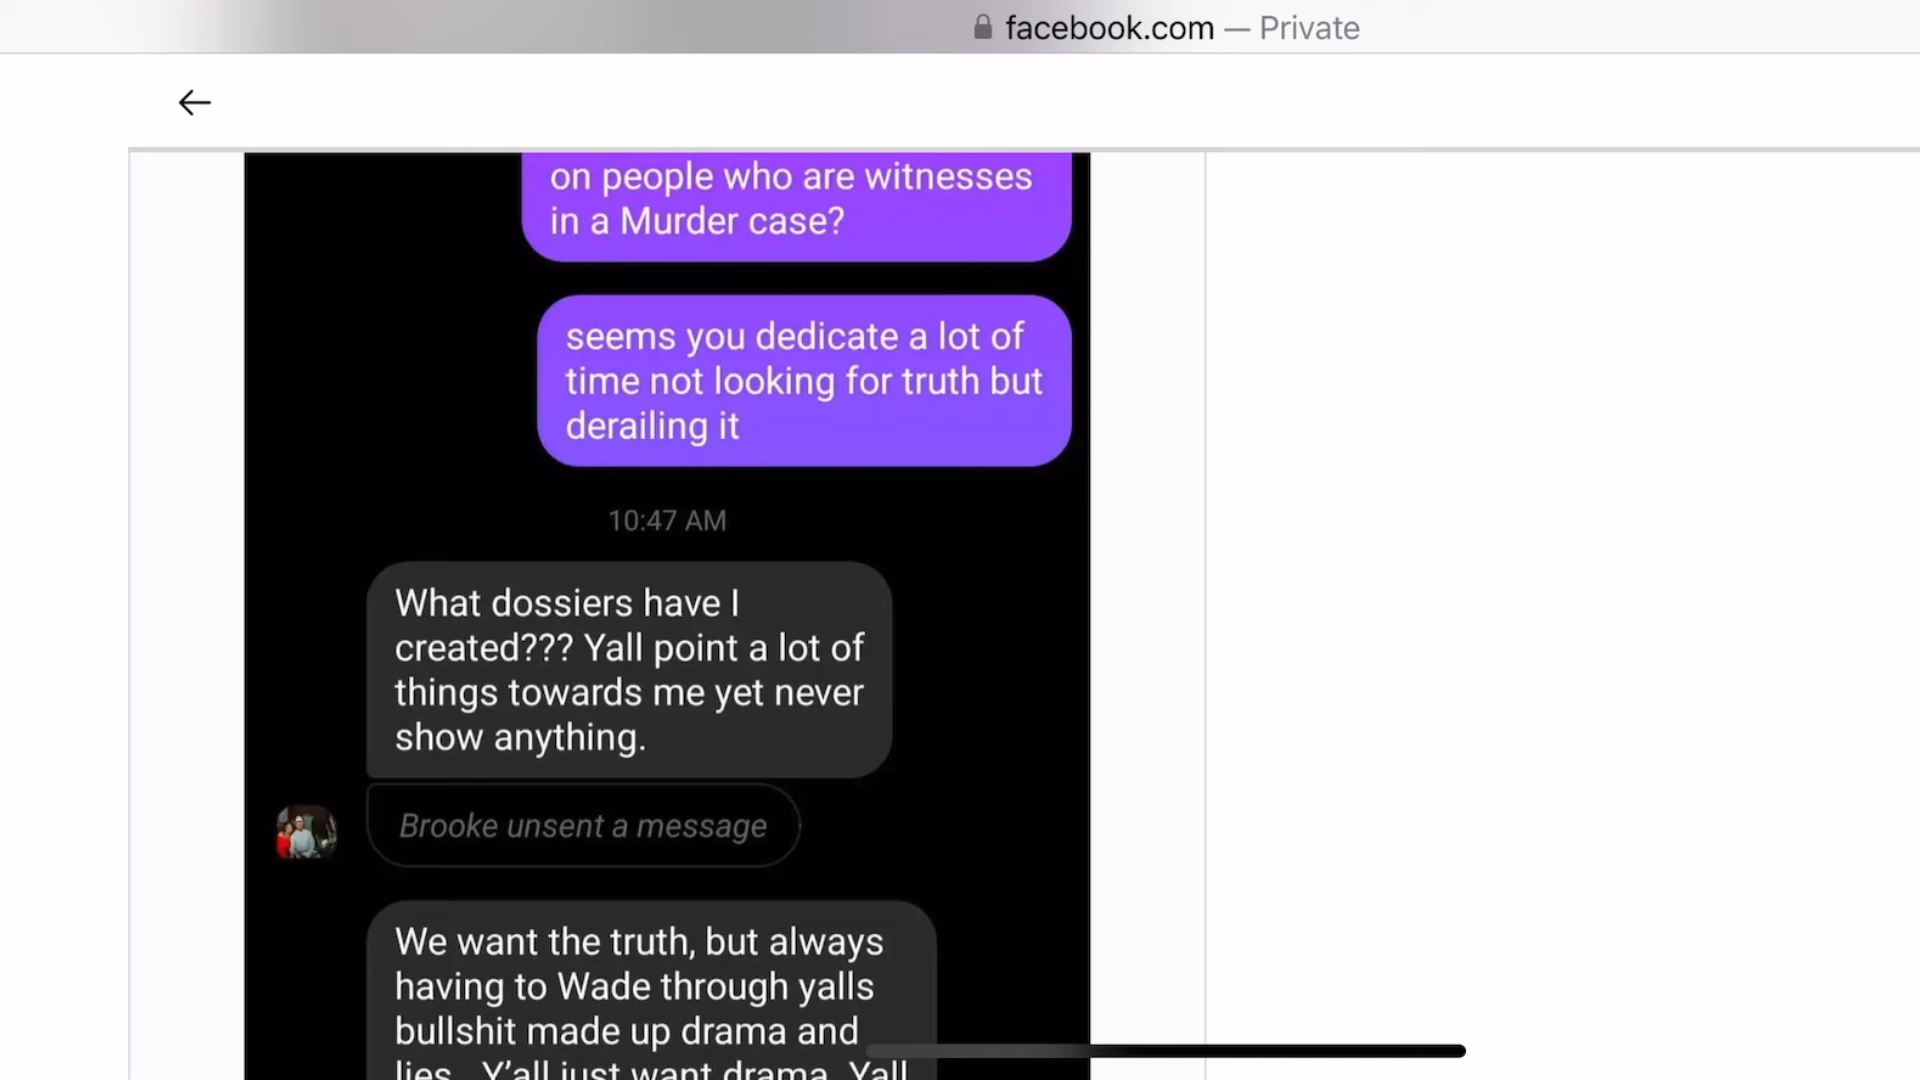 facebook.com — Private
on people who are witnesses
in a Murder case?
seems you dedicate a lot of
time not looking for truth but
derailing it
10:47 AM
What dossiers have I
created??? Yall point a lot of
things towards me yet never
show anything.
Brooke unsent a message
We want the truth, but always
having to Wade through yalls
bullshit made up drama and
lies.. Y'all just want drama. Yall